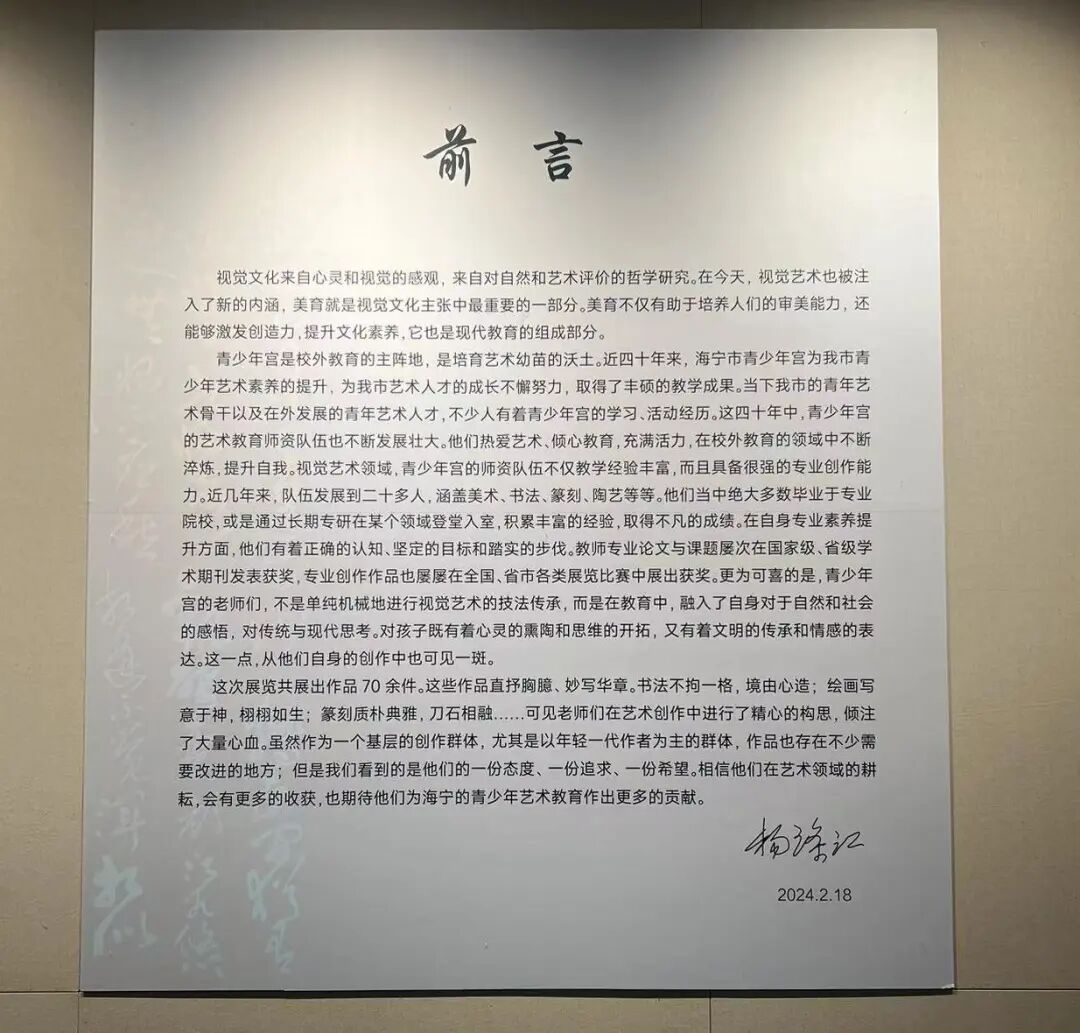 前言
视觉文化来自心灵和视觉的感观，来自对自然和艺术评价的哲学研究。在今天，视觉艺术也被注
入了新的内涵，美育就是视觉文化主张中最重要的一部分。美育不仅有助于培养人们的审美能力，还
能够激发创造力，提升文化素养，它也是现代教育的组成部分。
青少年宫是校外教育的主阵地，是培育艺术幼苗的沃土。近四十年来，海宁市青少年宫为我市青
少年艺术素养的提升，为我市艺术人才的成长不懈努力，取得了丰硕的教学成果。当下我市的青年艺
术骨干以及在外发展的青年艺术人才，不少人有着青少年宫的学习、活动经历。这四十年中，青少年宫
的艺术教育师资队伍也不断发展壮大。他们热爱艺术、倾心教育，充满活力，在校外教育的领域中不断
淬炼，提升自我。视觉艺术领域，青少年宫的师资队伍不仅教学经验丰富，而且具备很强的专业创作能
力。近几年来，队伍发展到二十多人，涵盖美术、书法、篆刻、陶艺等等。他们当中绝大多数毕业于专业
院校，或是通过长期专研在某个领域登堂入室，积累丰富的经验，取得不凡的成绩。在自身专业素养提
升方面，他们有着正确的认知、坚定的目标和踏实的步伐。教师专业论文与课题屡次在国家级、省级学
术期刊发表获奖，专业创作作品也屡屡在全国、省市各类展览比赛中展出获奖。更为可喜的是，青少年
宫的老师们，不是单纯机械地进行视觉艺术的技法传承，而是在教育中，融入了自身对于自然和社会
的感悟，对传统与现代思考。对孩子既有着心灵的熏陶和思维的开拓，又有着文明的传承和情感的表
达。这一点，从他们自身的创作中也可见一斑。
这次展览共展出作品 70 余件。这些作品直抒胸臆、妙写华章。书法不拘一格，境由心造；绘画写
意于神，栩栩如生；篆刻质朴典雅，刀石相融……可见老师们在艺术创作中进行了精心的构思，倾注
了大量心血。虽然作为一个基层的创作群体，尤其是以年轻一代作者为主的群体，作品也存在不少需
要改进的地方；但是我们看到的是他们的一份态度、一份追求、一份希望。相信他们在艺术领域的耕
耘，会有更多的收获，也期待他们为海宁的青少年艺术教育作出更多的贡献。
杨涤江
2024.2.18